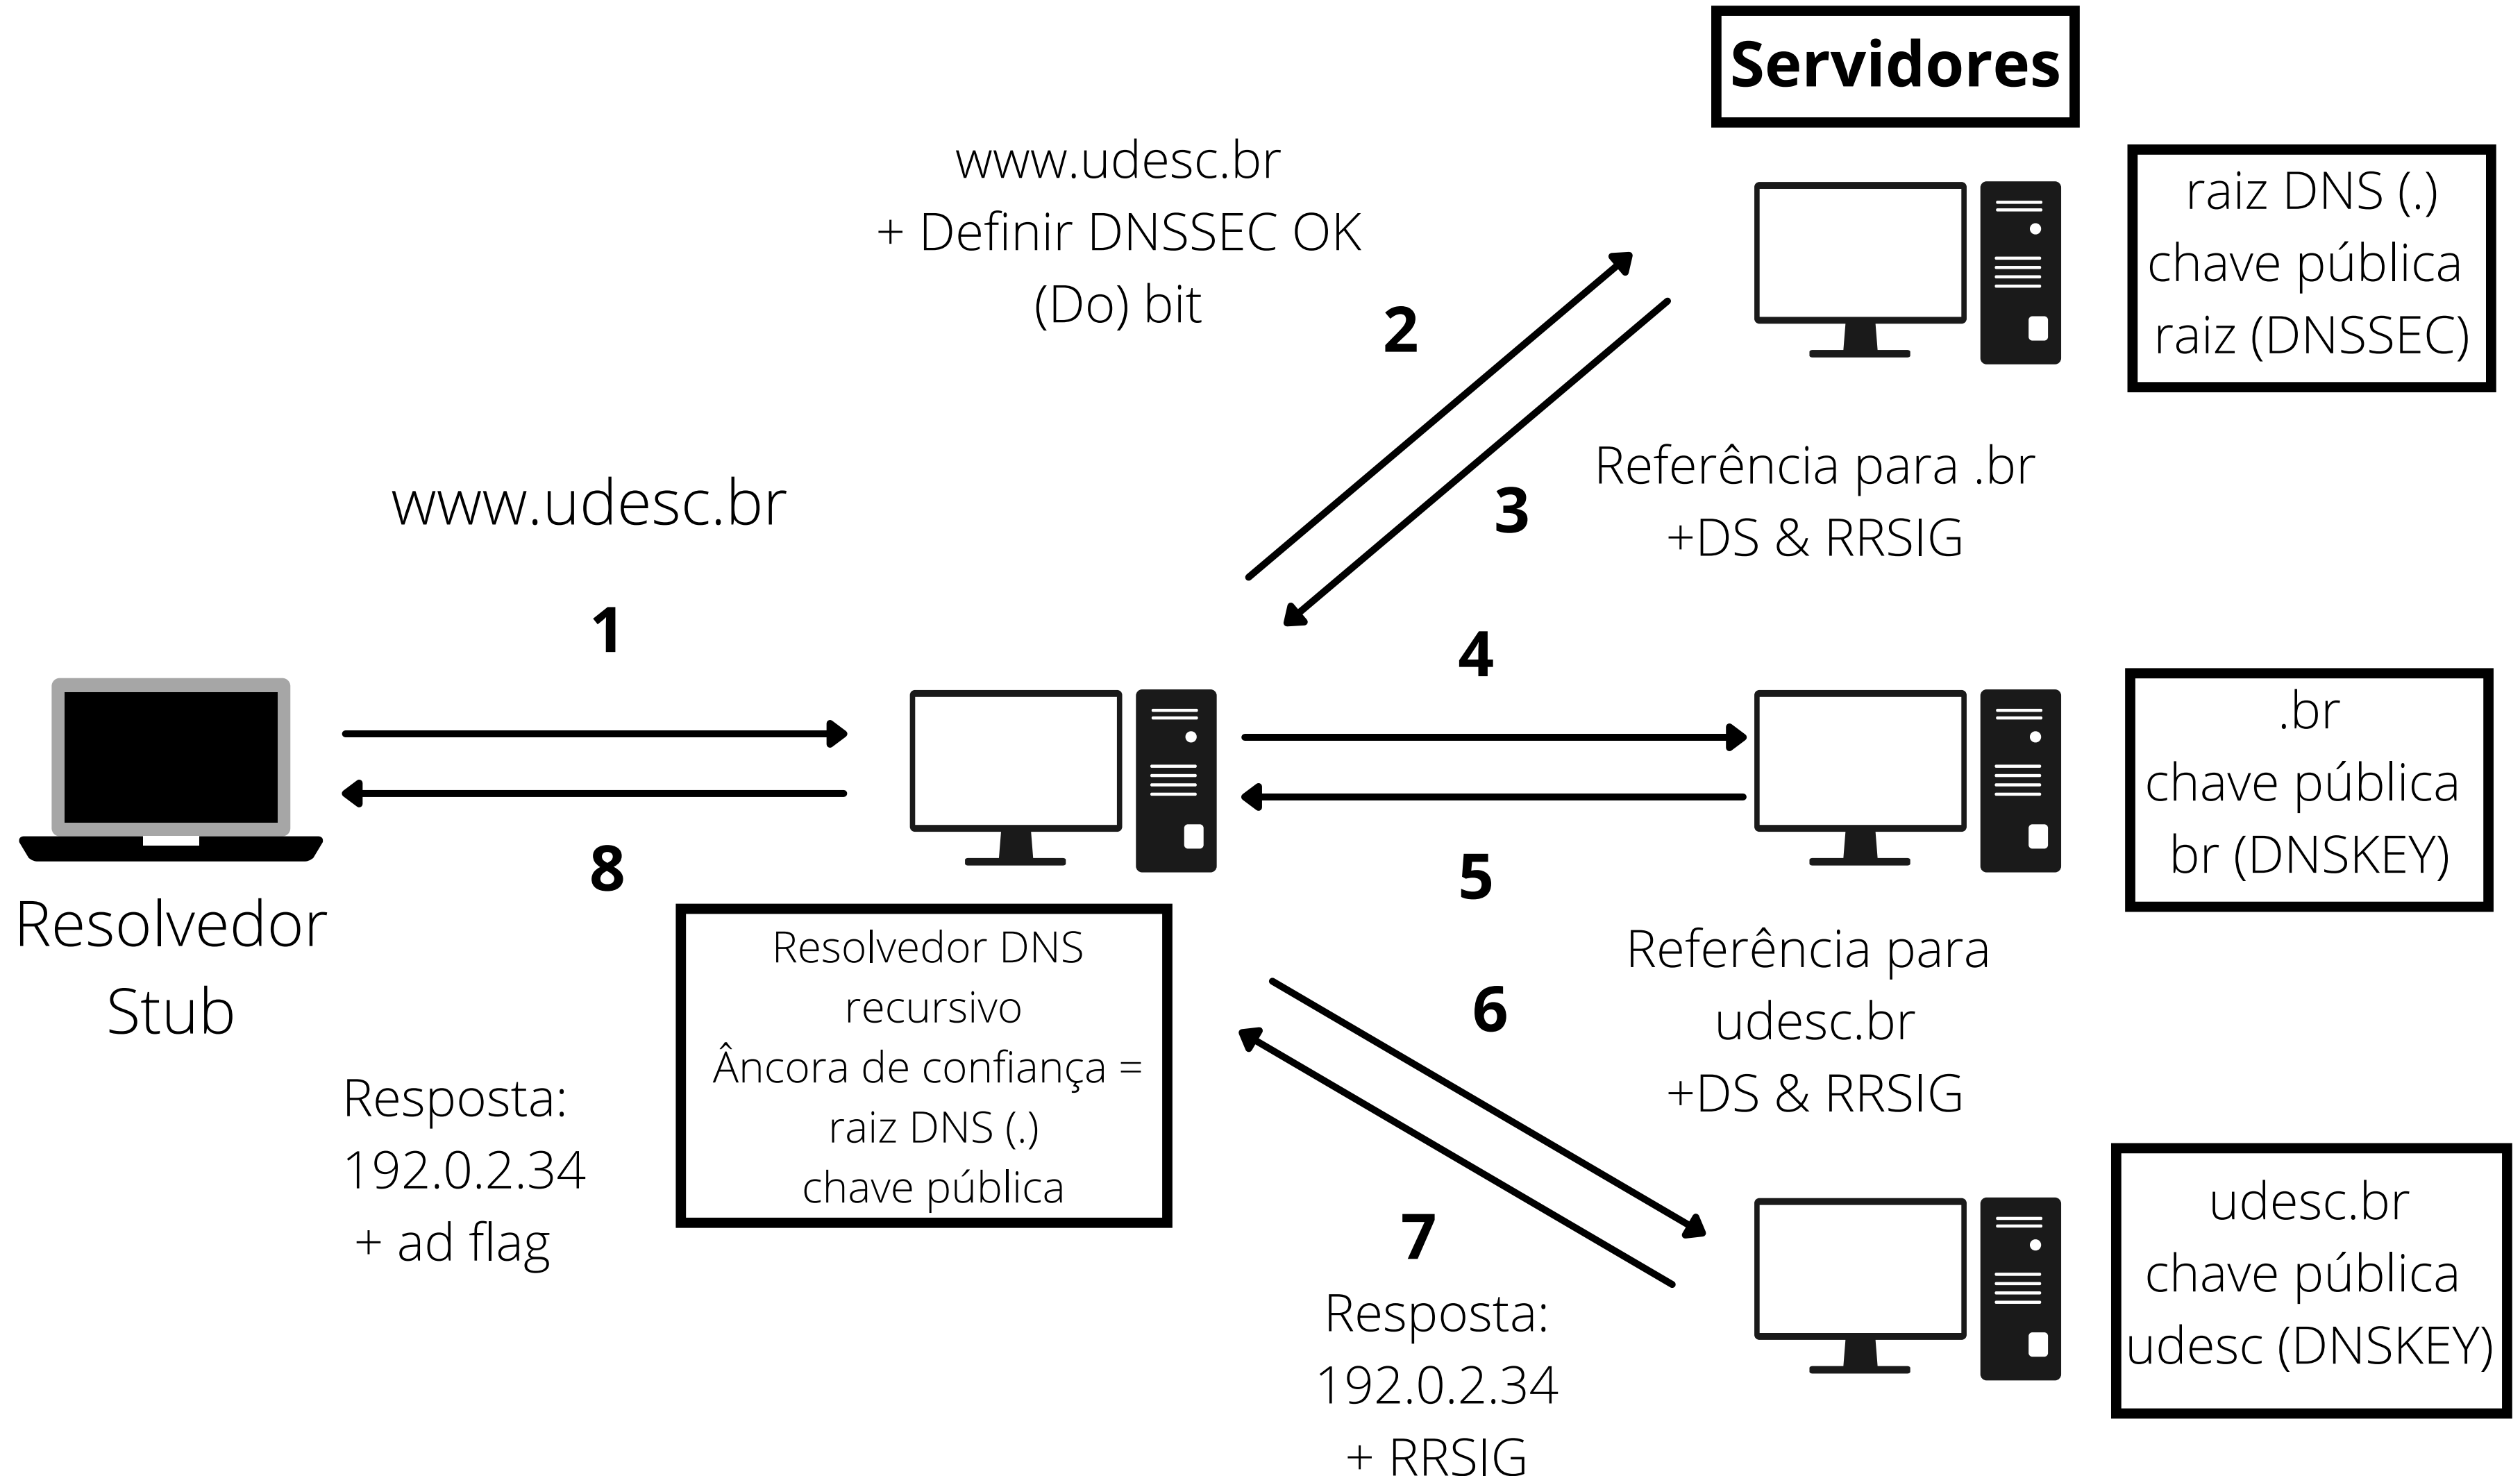 Servidores
www.udesc.br
+ Definir DNSSEC OK
(Do) bit
raiz DNS (.)
chave pública
raiz (DNSSEC)
2
3
Referência para .br
+DS & RRSIG
www.udesc.br
1
4
8
5
.br
chave pública
br (DNSKEY)
Resolvedor
Stub
Resolvedor DNS
recursivo
Âncora de confiança =
raiz DNS (.)
chave pública
6
Referência para
udesc.br
+DS & RRSIG
Resposta:
192.0.2.34
+ ad flag
7
Resposta:
192.0.2.34
+ RRSIG
udesc.br
chave pública
udesc (DNSKEY)